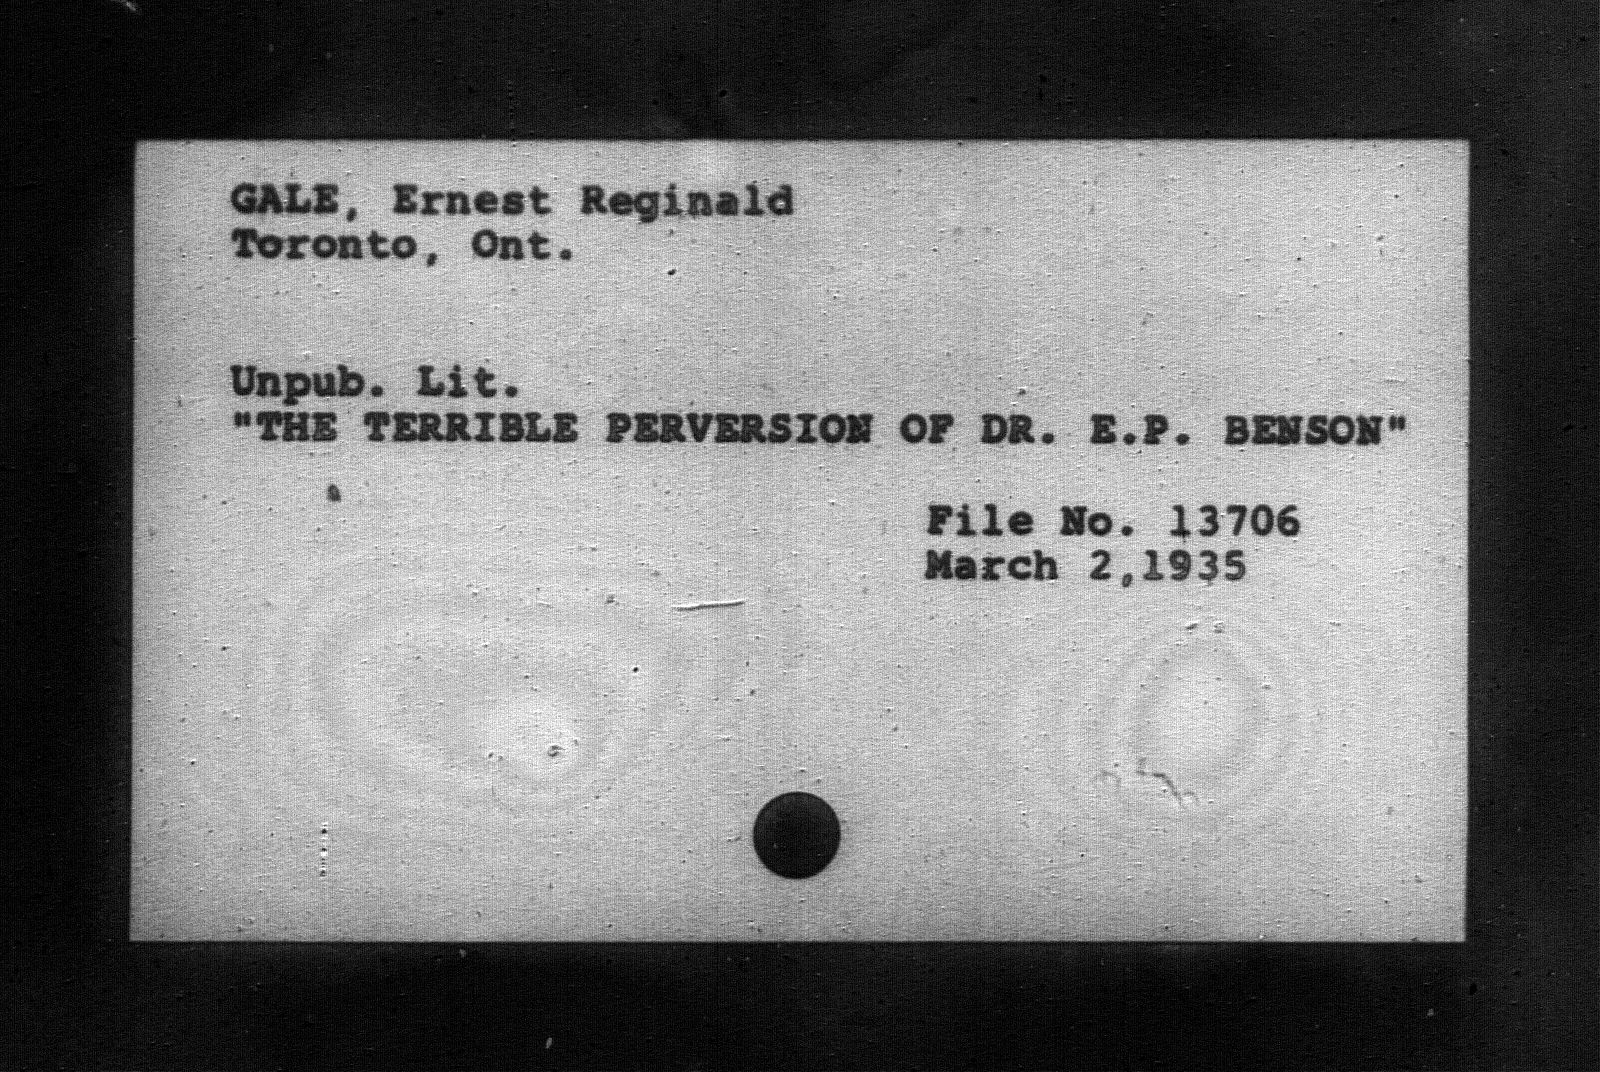 GALE, Ernest Reginald
Toronto, Ont.
Unpub. Lit.
"THE TERRIBLE PERVERSION OF DR. E.P. BENSON"
File No. 13706
March 2,1935